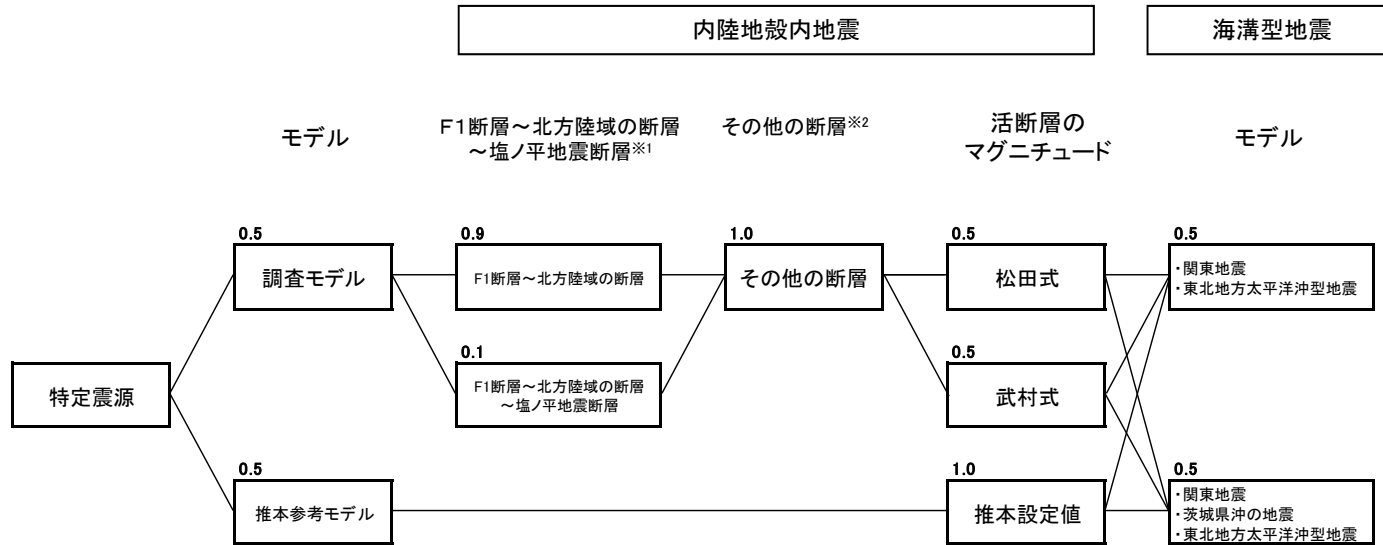 内陸地殻内地震
海溝型地震
モデル
F1断層～北方陸域の断層
～塩ノ平地震断層※1
その他の断層※2
活断層の
マグニチュード
モデル
0.5
調査モデル
0.9
F1断層～北方陸域の断層
1.0
その他の断層
0.5
松田式
0.5
・関東地震
・東北地方太平洋沖型地震
0.1
F1断層～北方陸域の断層
～塩ノ平地震断層
0.5
武村式
特定震源
0.5
推本参考モデル
1.0
推本設定値
0.5
・関東地震
・茨城県沖の地震
・東北地方太平洋沖型地震